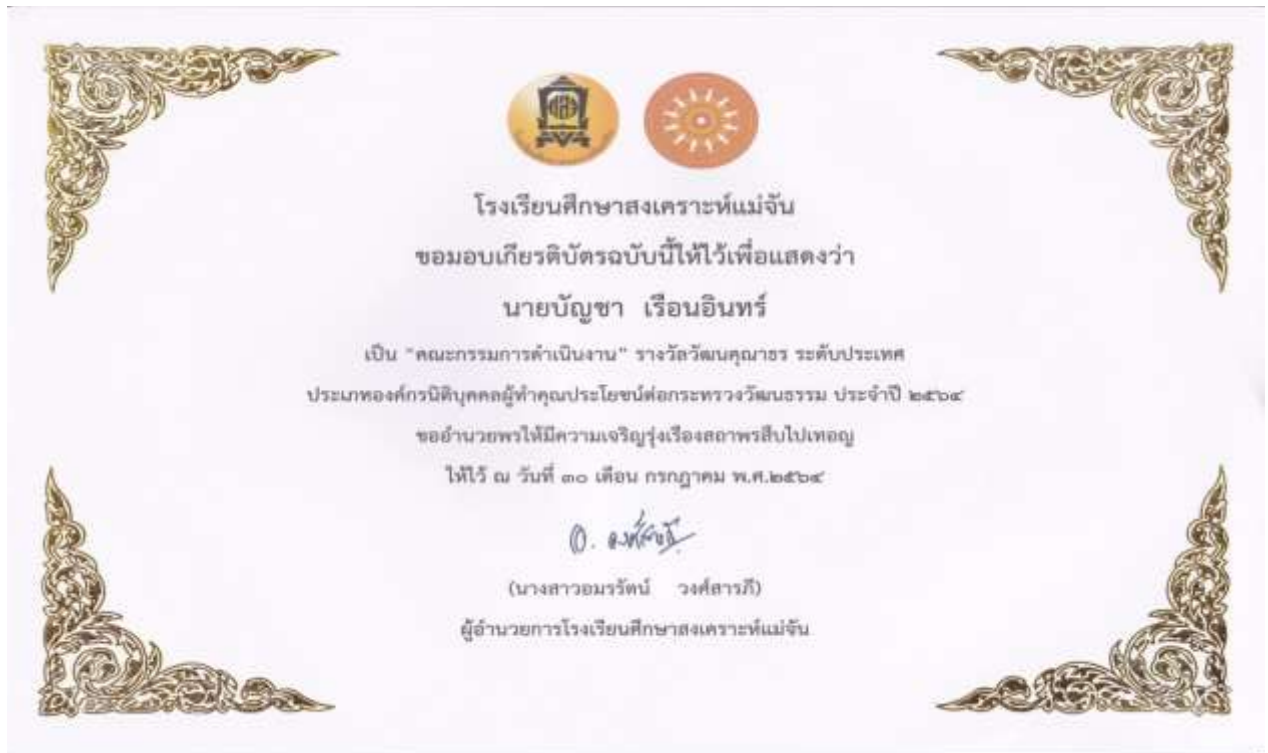 โรงเรียนศึกษาสงเคราะห์แม่จัน
ขอมอบเกียรติบัตรฉบับนี้ให้ไว้เพื่อแสดงว่า
นายบัญชา เรือนอินทร์
เป็น "คณะกรรมการดำเนินงาน" รางวัลวัฒนคุณาธร ระดับประเทศ
ประเภทองค์กรนิติบุคคลผู้ทำคุณประโยชน์ต่อกระทรวงวัฒนธรรม ประจำปี ๒๕๖๔
ขออำนวยพรให้มีความเจริญรุ่งเรืองสถาพรสืบไปเทอญ
ให้ไว้ ณ วันที่ ๓๐ เดือน กรกฎาคม พ.ศ.๒๕๖๔
(นางสาวอมรรัตน์ วงศ์สารภี)
ผู้อำนวยการโรงเรียนศึกษาสงเคราะห์แม่จัน